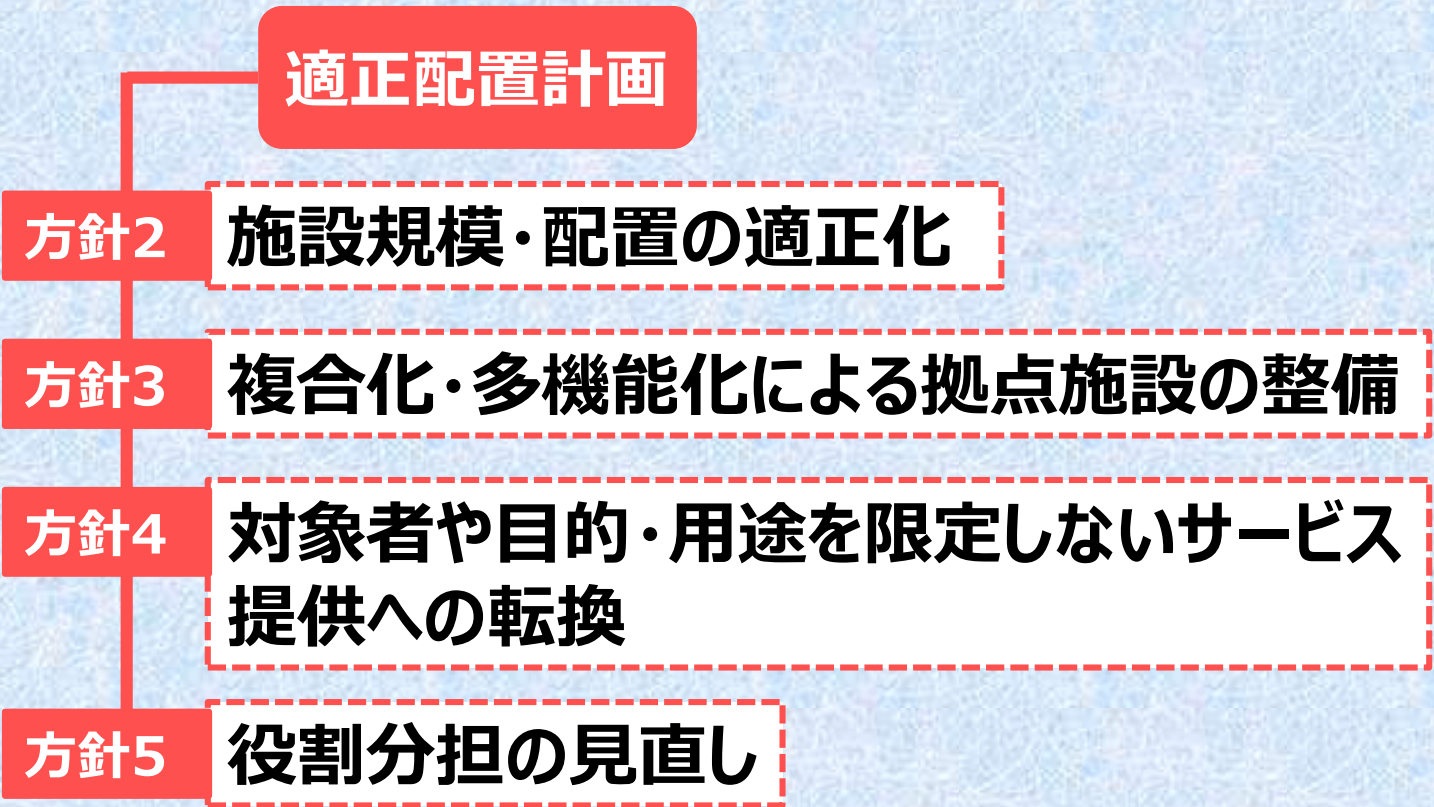 適正配置計画
方針2
施設規模・配置の適正化
方針3
複合化・多機能化による拠点施設の整備
方針4
対象者や目的・用途を限定しないサービス
提供への転換
方針5
役割分担の見直し